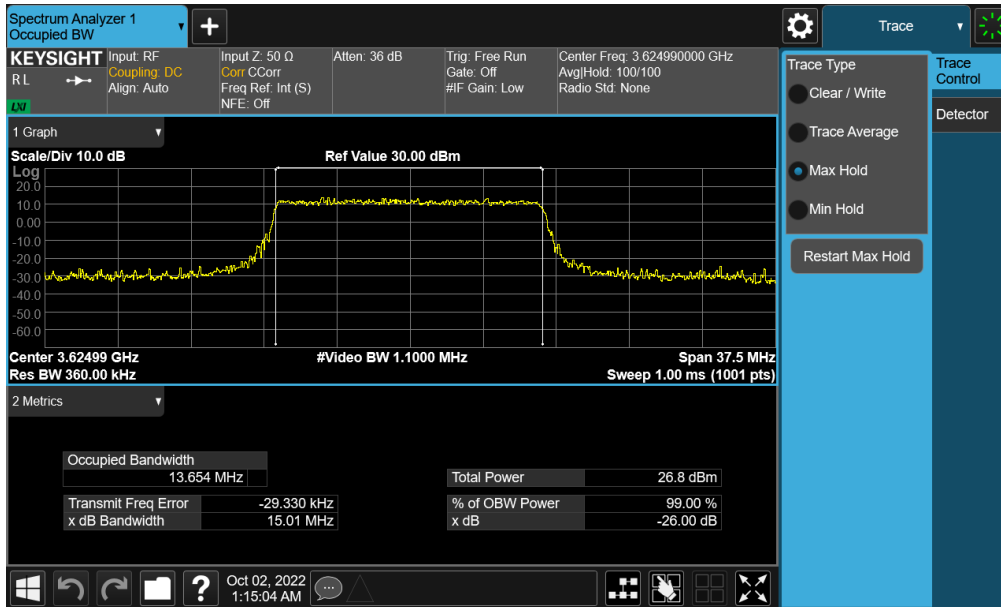 Spectrum Analyzer 1
Occupied BW
+
Trace
KEYSIGHT
R L
LXI
Input: RF
Coupling: DC
Align: Auto
Input Z: 50 Ω
Corr CCorr
Freq Ref: Int (S)
NFE: Off
Atten: 36 dB
Trig: Free Run
Gate: Off
#IF Gain: Low
Center Freq: 3.624990000 GHz
Avg|Hold: 100/100
Radio Std: None
Trace Type
Clear / Write
Trace Average
Max Hold
Min Hold
Restart Max Hold
Trace
Control
Detector
1 Graph
Scale/Div 10.0 dB
Ref Value 30.00 dBm
Log
20.0
10.0
0.00
-10.0
-20.0
-30.0
-40.0
-50.0
-60.0
Center 3.62499 GHz
#Video BW 1.1000 MHz
Span 37.5 MHz
Res BW 360.00 kHz
Sweep 1.00 ms (1001 pts)
2 Metrics
Occupied Bandwidth
13.654 MHz
Total Power 26.8 dBm
Transmit Freq Error -29.330 kHz
% of OBW Power 99.00 %
x dB Bandwidth 15.01 MHz
x dB -26.00 dB
?
Oct 02, 2022
1:15:04 AM